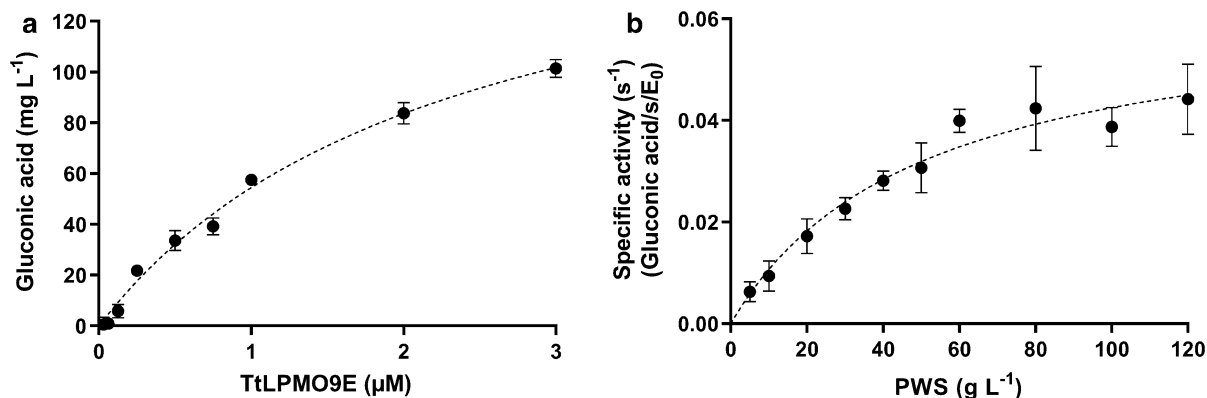 a
120
100
80
60
40
20
0
Gluconic acid (mg L⁻¹)
0 1 2 3
TtLPMO9E (µM)
b
0.06
0.04
0.02
0.00
Specific activity (s⁻¹)
(Gluconic acid/s/E₀)
0 20 40 60 80 100 120
PWS (g L⁻¹)